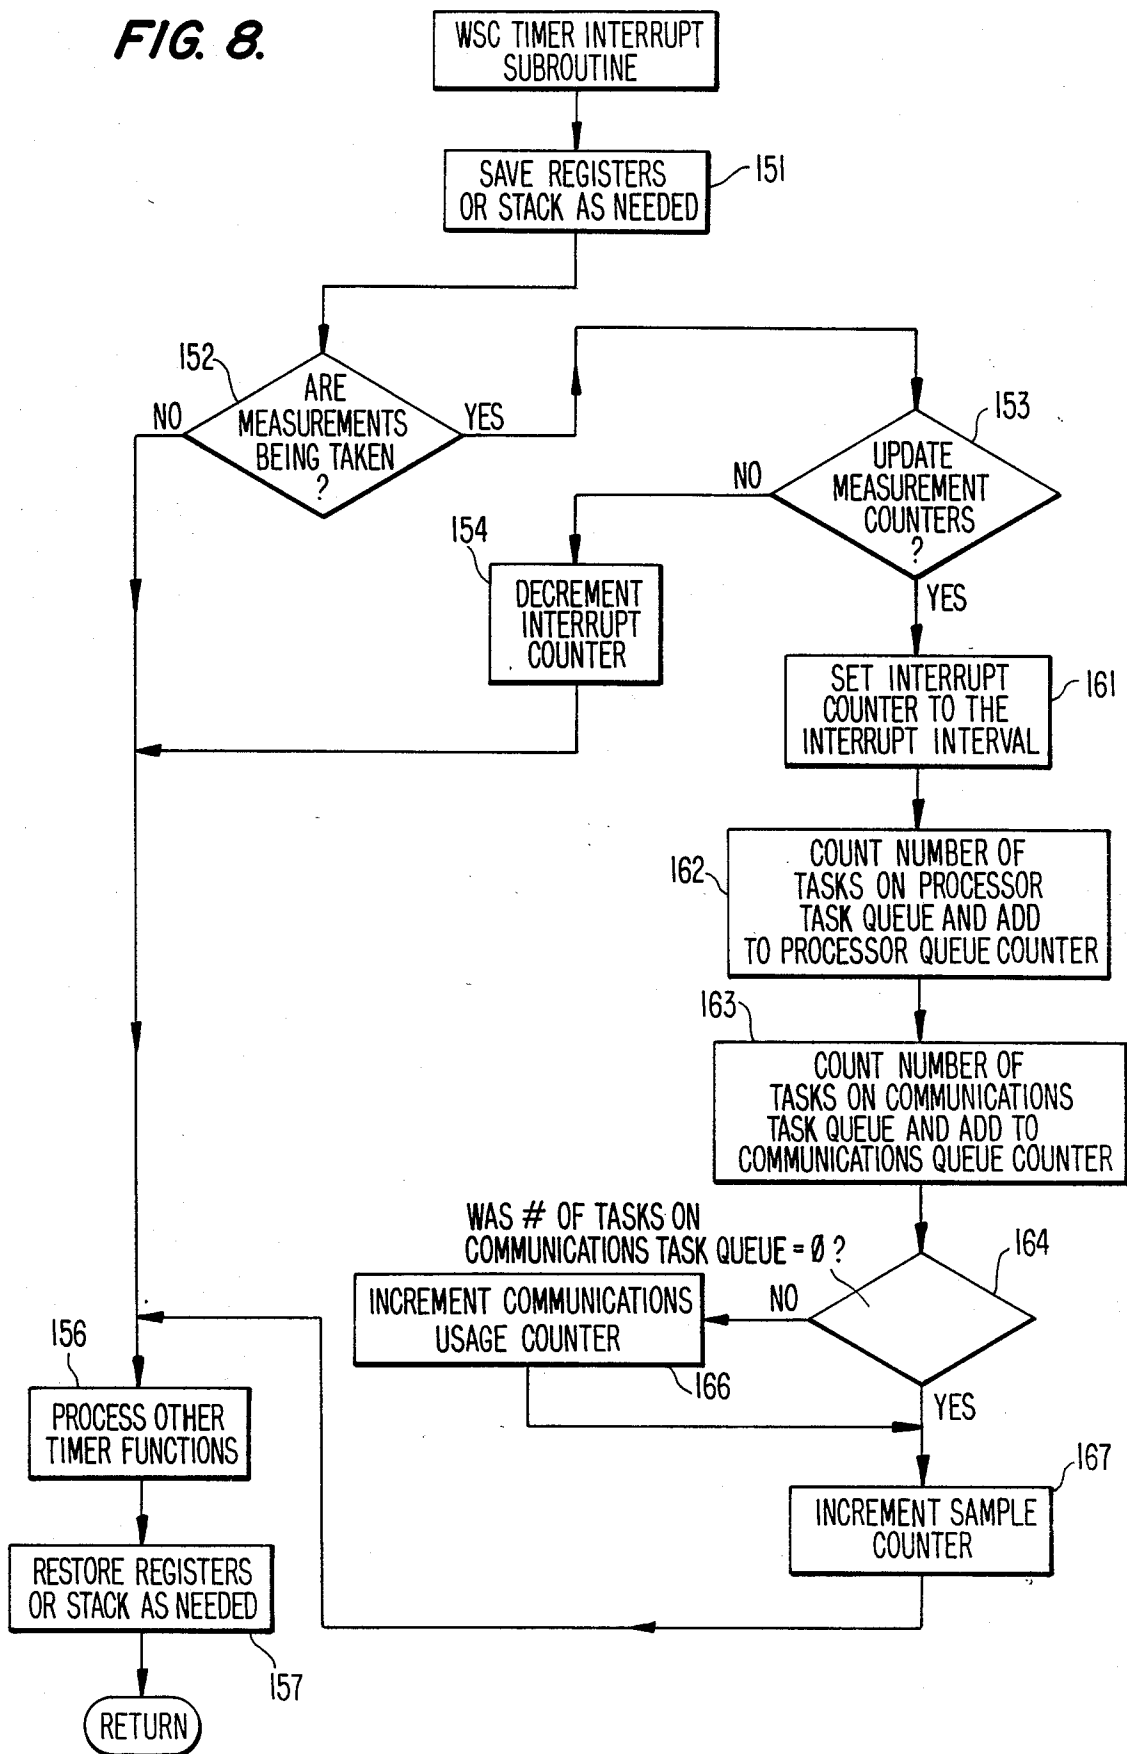 FIG. 8.
WSC TIMER INTERRUPT
SUBROUTINE
SAVE REGISTERS
OR STACK AS NEEDED
151
152
ARE
MEASUREMENTS
BEING TAKEN
?
NO
YES
153
UPDATE
MEASUREMENT
COUNTERS
?
NO
YES
154
DECREMENT
INTERRUPT
COUNTER
SET INTERRUPT
COUNTER TO THE
INTERRUPT INTERVAL
161
162
COUNT NUMBER OF
TASKS ON PROCESSOR
TASK QUEUE AND ADD
TO PROCESSOR QUEUE COUNTER
163
COUNT NUMBER OF
TASKS ON COMMUNICATIONS
TASK QUEUE AND ADD TO
COMMUNICATIONS QUEUE COUNTER
WAS # OF TASKS ON
COMMUNICATIONS TASK QUEUE = Ø ?
164
NO
YES
INCREMENT COMMUNICATIONS
USAGE COUNTER
166
167
INCREMENT SAMPLE
COUNTER
156
PROCESS OTHER
TIMER FUNCTIONS
RESTORE REGISTERS
OR STACK AS NEEDED
157
RETURN